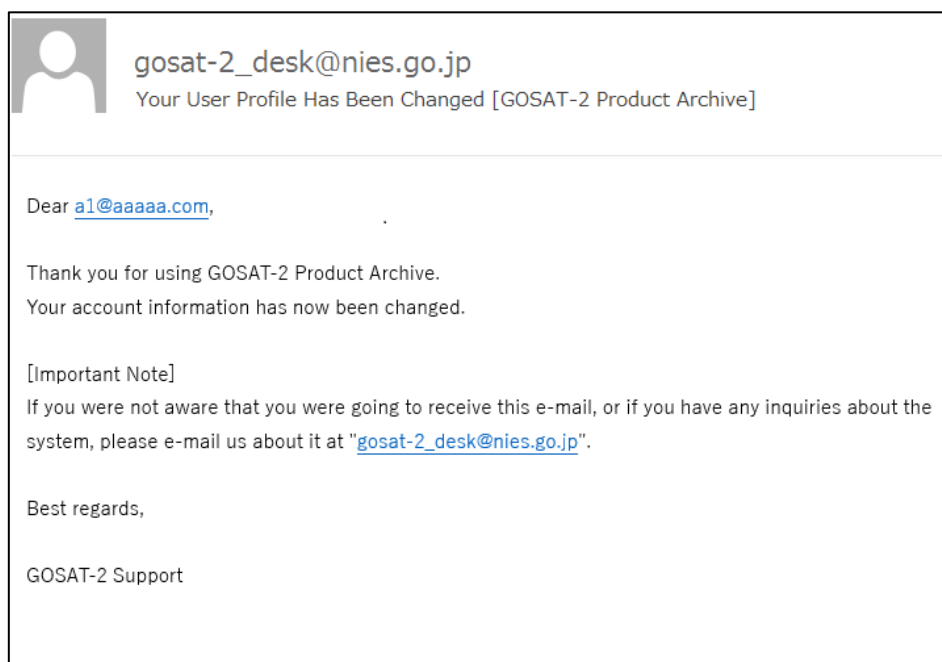 gosat-2_desk@nies.go.jp
Your User Profile Has Been Changed [GOSAT-2 Product Archive]
Dear a1@aaaaa.com,
Thank you for using GOSAT-2 Product Archive.
Your account information has now been changed.
[Important Note]
If you were not aware that you were going to receive this e-mail, or if you have any inquiries about the
system, please e-mail us about it at "gosat-2_desk@nies.go.jp".
Best regards,
GOSAT-2 Support